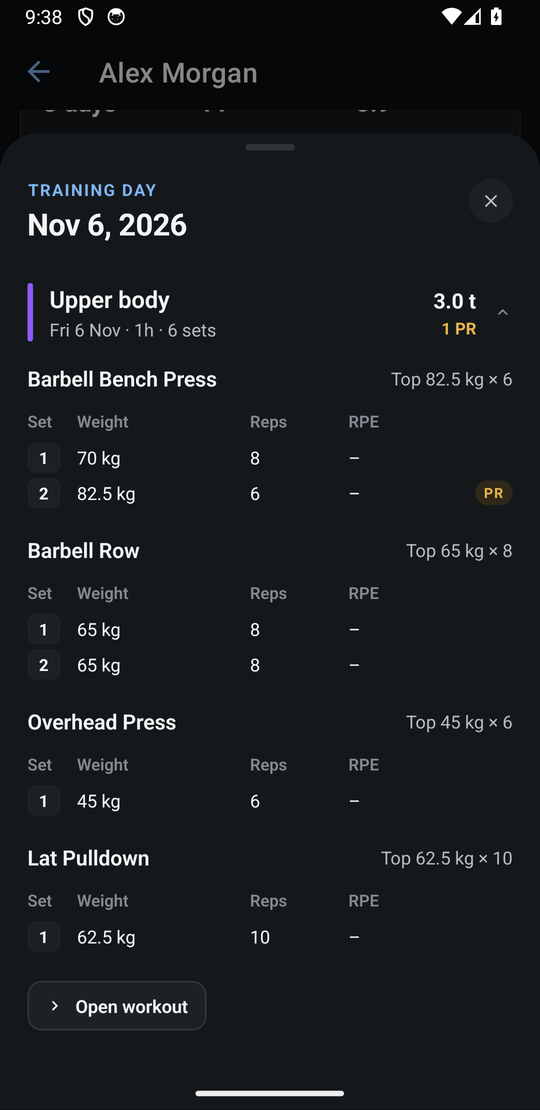 9:38
Alex Morgan
TRAINING DAY
Nov 6, 2026
Upper body
3.0 t
Fri 6 Nov · 1h · 6 sets
1 PR
Barbell Bench Press
Top 82.5 kg × 6
Set Weight Reps RPE
1 70 kg 8 –
2 82.5 kg 6 – PR
Barbell Row
Top 65 kg × 8
Set Weight Reps RPE
1 65 kg 8 –
2 65 kg 8 –
Overhead Press
Top 45 kg × 6
Set Weight Reps RPE
1 45 kg 6 –
Lat Pulldown
Top 62.5 kg × 10
Set Weight Reps RPE
1 62.5 kg 10 –
Open workout